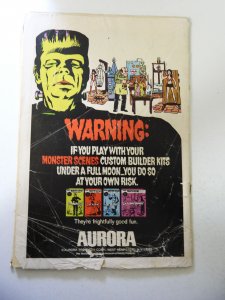 WARNING:
IF YOU PLAY WITH YOUR
MONSTER SCENES CUSTOM BUILDER KITS
UNDER A FULL MOON...YOU DO SO
AT YOUR OWN RISK.
They're frightfully good fun.
AURORA